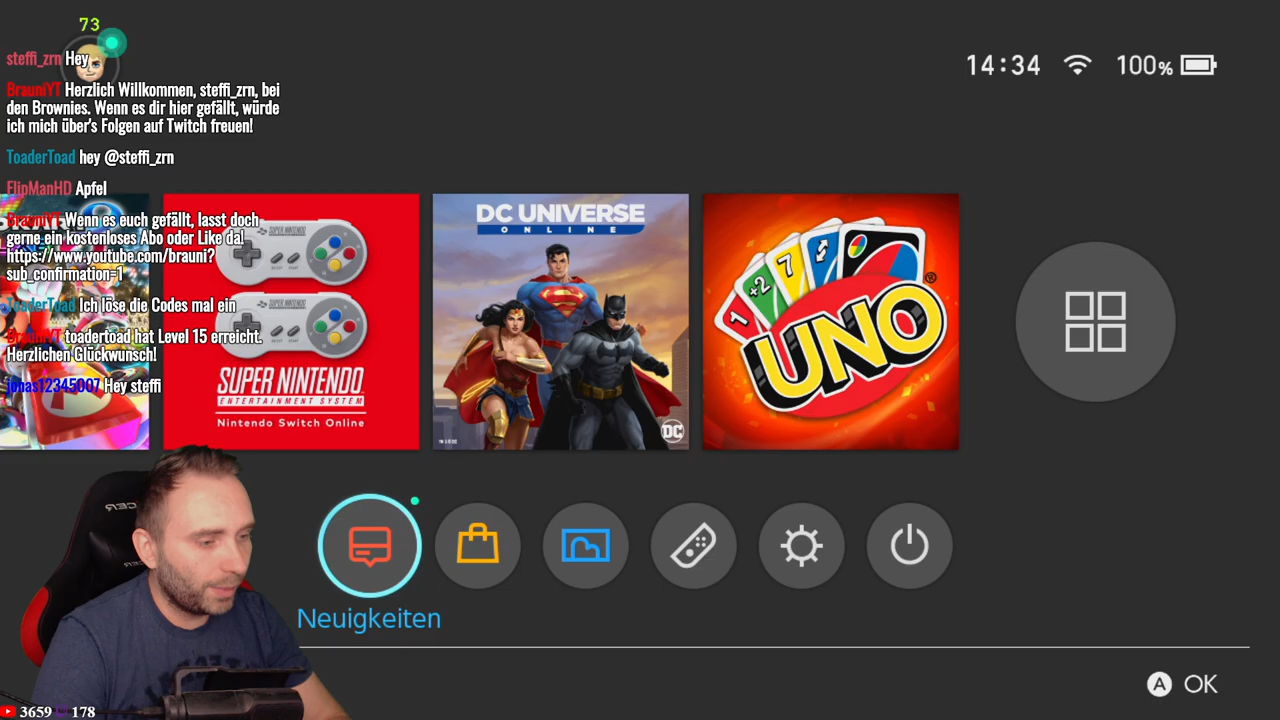 73
14:34 100%
steffi_zrn Hey
BrauniYT Herzlich Willkommen, steffi_zrn, bei
den Brownies. Wenn es dir hier gefällt, würde
ich mich über's Folgen auf Twitch freuen!
ToaderToad hey @steffi_zrn
FlipManHD Apfel
BrauniYT Wenn es euch gefällt, lasst doch
gerne ein kostenloses Abo oder Like da!
https://www.youtube.com/brauni?
sub_confirmation=1
ToaderToad Ich löse die Codes mal ein
BrauniYT toadertoad hat Level 15 erreicht.
Herzlichen Glückwunsch!
jonas12345007 Hey steffi
SUPER NINTENDO
ENTERTAINMENT SYSTEM
Nintendo Switch Online
DC UNIVERSE
ONLINE
DC
1 +2 7
UNO
®
Neuigkeiten
A OK
3659 178